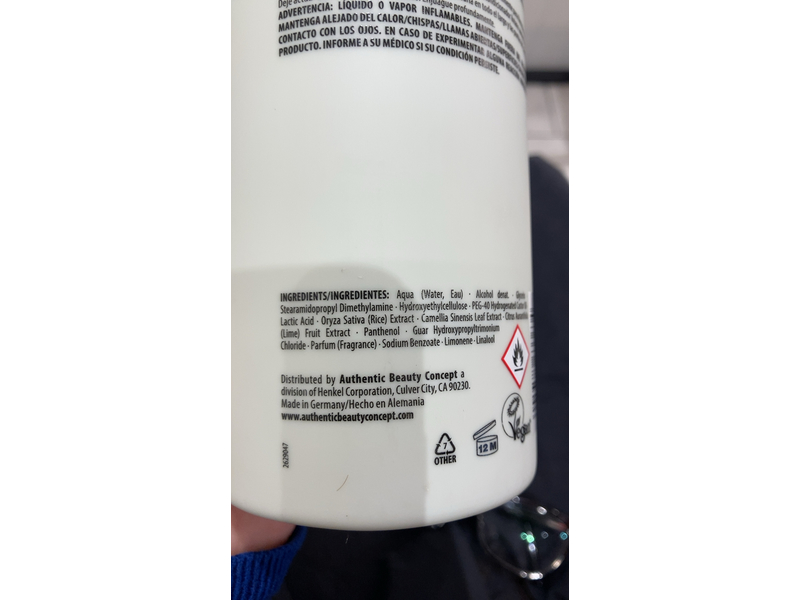 ADVERTENCIA: LÍQUIDO O VAPOR INFLAMABLES. MANTENGA
MANTENGA ALEJADO DEL CALOR/CHISPAS/LLAMAS
CONTACTO CON LOS OJOS. EN CASO DE EXPERIMENTAR ALGUNA
PRODUCTO. INFORME A SU MÉDICO SI SU CONDICIÓN PERSISTE.
INGREDIENTS/INGREDIENTES: Aqua (Water, Eau) · Alcohol denat. ·
Stearamidopropyl Dimethylamine · Hydroxyethylcellulose · PEG-40 Hydrogenated
Lactic Acid · Oryza Sativa (Rice) Extract · Camellia Sinensis Leaf Extract · Citrus
(Lime) Fruit Extract · Panthenol · Guar Hydroxypropyltrimonium
Chloride · Parfum (Fragrance) · Sodium Benzoate · Limonene · Linalool
Distributed by Authentic Beauty Concept a
division of Henkel Corporation, Culver City, CA 90230.
Made in Germany/Hecho en Alemania
www.authenticbeautyconcept.com
2629047
7
OTHER
12 M
Vegan